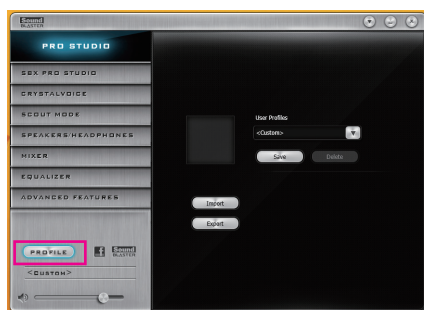 Sound
BLASTER
PRO STUDIO
SBX PRO STUDIO
CRYSTALVOICE
SCOUT MODE
SPEAKERS/HEADPHONES
MIXER
EQUALIZER
ADVANCED FEATURES
PROFILE
f Sound
BLASTER
<CUSTOM>
User Profiles
<Custom>
Save Delete
Import
Export